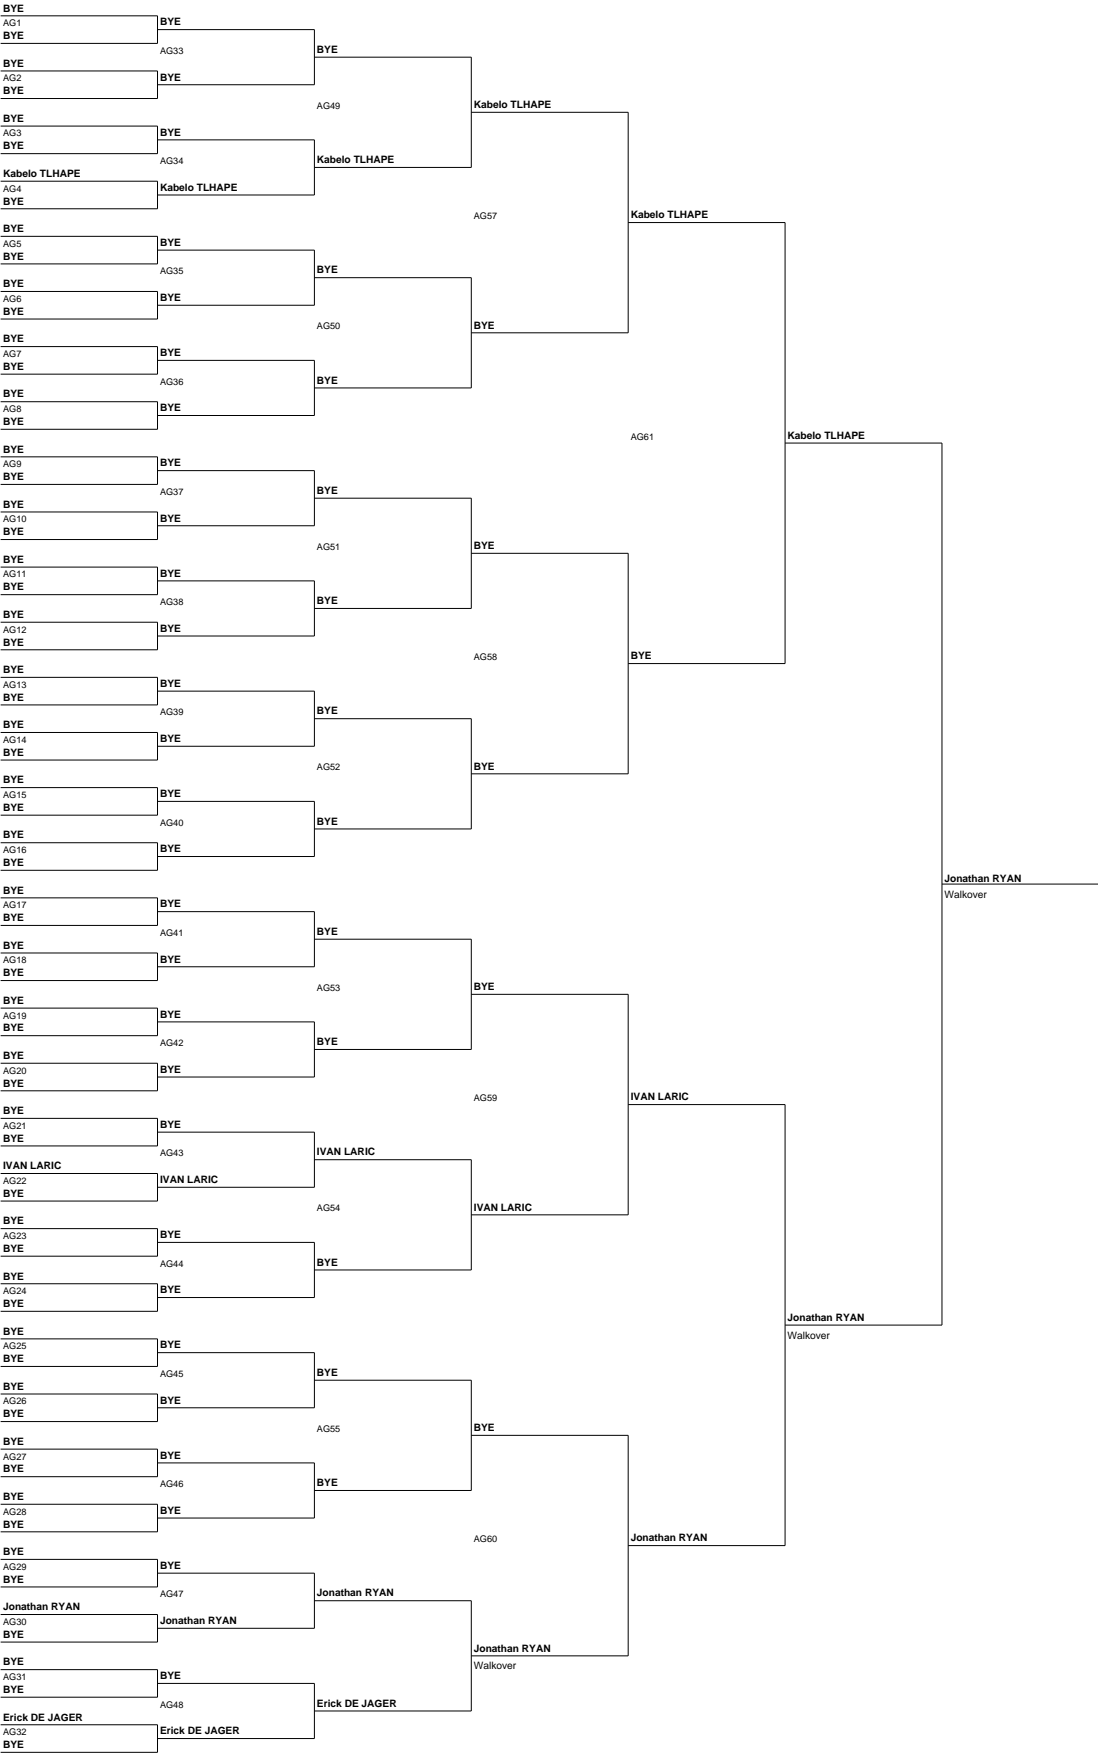 BYE
AG1
BYE
BYE
AG2
BYE
BYE
AG3
BYE
Kabelo TLHAPE
AG4
BYE
BYE
AG5
BYE
BYE
AG6
BYE
BYE
AG7
BYE
BYE
AG8
BYE
BYE
AG9
BYE
BYE
AG10
BYE
BYE
AG11
BYE
BYE
AG12
BYE
BYE
AG13
BYE
BYE
AG14
BYE
BYE
AG15
BYE
BYE
AG16
BYE
BYE
AG17
BYE
BYE
AG18
BYE
BYE
AG19
BYE
BYE
AG20
BYE
BYE
AG21
BYE
IVAN LARIC
AG22
BYE
BYE
AG23
BYE
BYE
AG24
BYE
BYE
AG25
BYE
BYE
AG26
BYE
BYE
AG27
BYE
BYE
AG28
BYE
BYE
AG29
BYE
Jonathan RYAN
AG30
BYE
BYE
AG31
BYE
Erick DE JAGER
AG32
BYE
BYE
AG33
BYE
BYE
AG34
Kabelo TLHAPE
BYE
AG35
BYE
BYE
AG36
BYE
BYE
AG37
BYE
BYE
AG38
BYE
BYE
AG39
BYE
BYE
AG40
BYE
BYE
AG41
BYE
BYE
AG42
BYE
BYE
AG43
IVAN LARIC
BYE
AG44
BYE
BYE
AG45
BYE
BYE
AG46
BYE
BYE
AG47
Jonathan RYAN
BYE
AG48
Erick DE JAGER
BYE
AG49
Kabelo TLHAPE
BYE
AG50
BYE
BYE
AG51
BYE
BYE
AG52
BYE
BYE
AG53
BYE
IVAN LARIC
AG54
BYE
BYE
AG55
BYE
Jonathan RYAN
Erick DE JAGER
Kabelo TLHAPE
AG57
BYE
BYE
AG58
BYE
BYE
AG59
IVAN LARIC
BYE
AG60
Jonathan RYAN
Walkover
Kabelo TLHAPE
AG61
BYE
IVAN LARIC
Jonathan RYAN
Kabelo TLHAPE
Jonathan RYAN
Walkover
Jonathan RYAN
Walkover